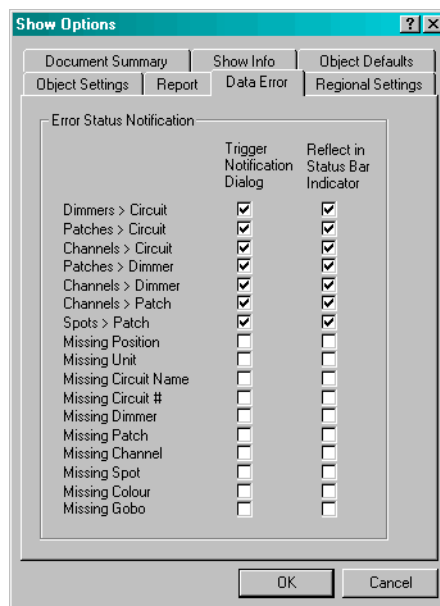 Show Options
Document Summary Show Info Object Defaults
Object Settings Report Data Error Regional Settings
Error Status Notification
Trigger Notification Dialog
Reflect in Status Bar Indicator
Dimmers > Circuit
Patches > Circuit
Channels > Circuit
Patches > Dimmer
Channels > Dimmer
Channels > Patch
Spots > Patch
Missing Position
Missing Unit
Missing Circuit Name
Missing Circuit #
Missing Dimmer
Missing Patch
Missing Channel
Missing Spot
Missing Colour
Missing Gobo
OK Cancel